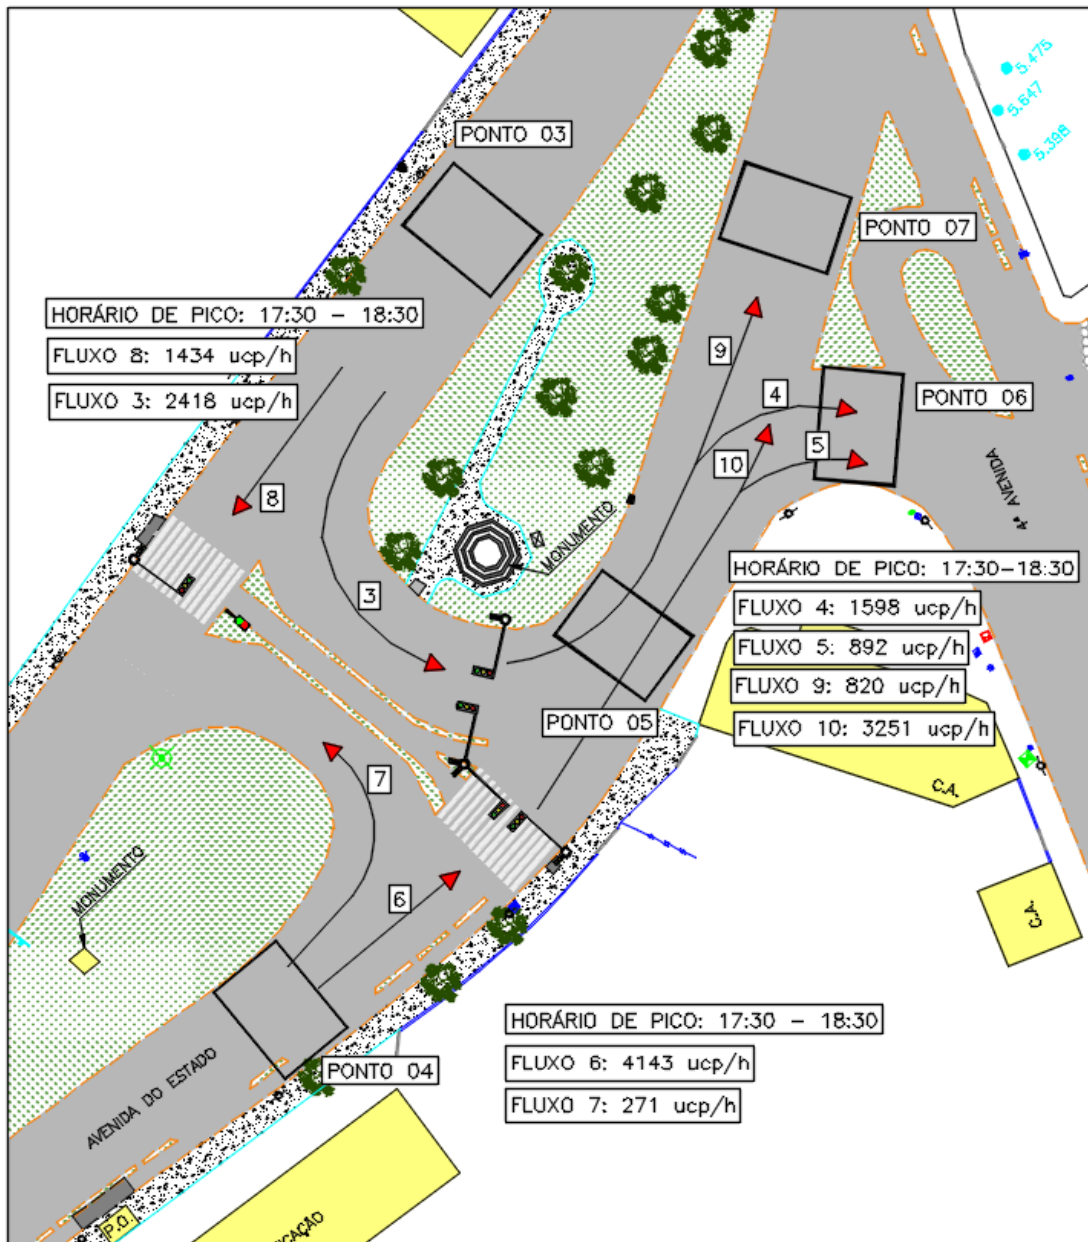 5.475
5.647
5.398
PONTO 03
PONTO 07
HORÁRIO DE PICO: 17:30 - 18:30
FLUXO 8: 1434 ucp/h
FLUXO 3: 2418 ucp/h
9
4
PONTO 06
5
10
8
4ª AVENIDA
MONUMENTO
3
HORÁRIO DE PICO: 17:30-18:30
FLUXO 4: 1598 ucp/h
FLUXO 5: 892 ucp/h
FLUXO 9: 820 ucp/h
FLUXO 10: 3251 ucp/h
PONTO 05
7
C.A.
MONUMENTO
6
C.A.
HORÁRIO DE PICO: 17:30 - 18:30
FLUXO 6: 4143 ucp/h
FLUXO 7: 271 ucp/h
PONTO 04
AVENIDA DO ESTADO
P.O.
ICAÇÃO